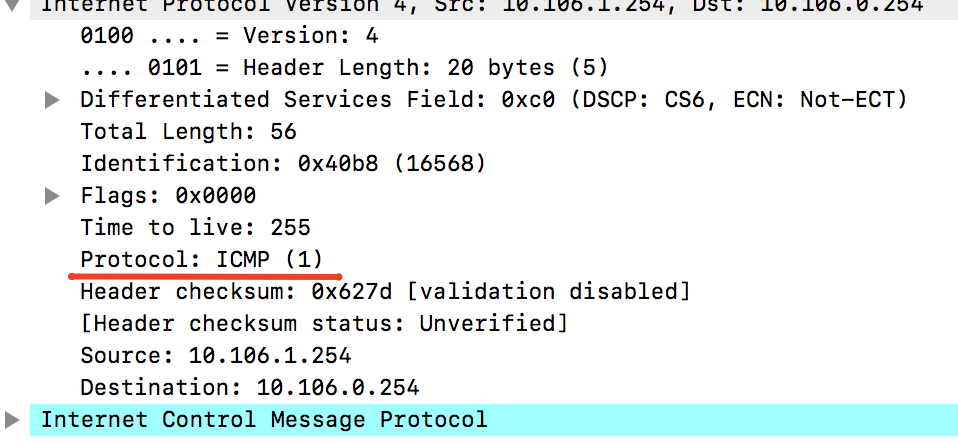 Internet Protocol Version 4, Src: 10.106.1.254, Dst: 10.106.0.254
0100 .... = Version: 4
.... 0101 = Header Length: 20 bytes (5)
Differentiated Services Field: 0xc0 (DSCP: CS6, ECN: Not-ECT)
Total Length: 56
Identification: 0x40b8 (16568)
Flags: 0x0000
Time to live: 255
Protocol: ICMP (1)
Header checksum: 0x627d [validation disabled]
[Header checksum status: Unverified]
Source: 10.106.1.254
Destination: 10.106.0.254
Internet Control Message Protocol